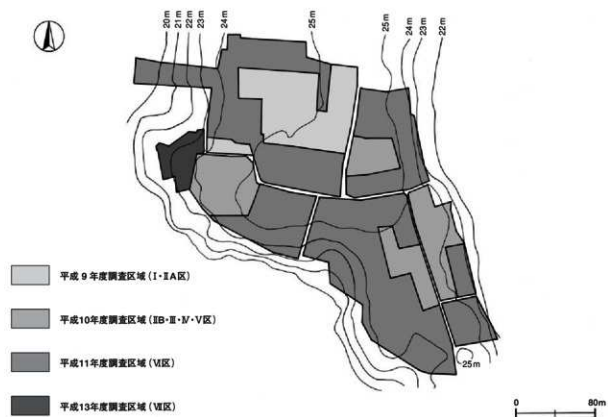 20m
21m
22m
23m
24m
25m
25m
24m
23m
22m
平成9年度調査区域(Ⅰ・ⅡA区)
平成10年度調査区域(ⅡB・Ⅲ・Ⅳ・Ⅴ区)
平成11年度調査区域(Ⅵ区)
平成13年度調査区域(Ⅶ区)
25m
0 80m